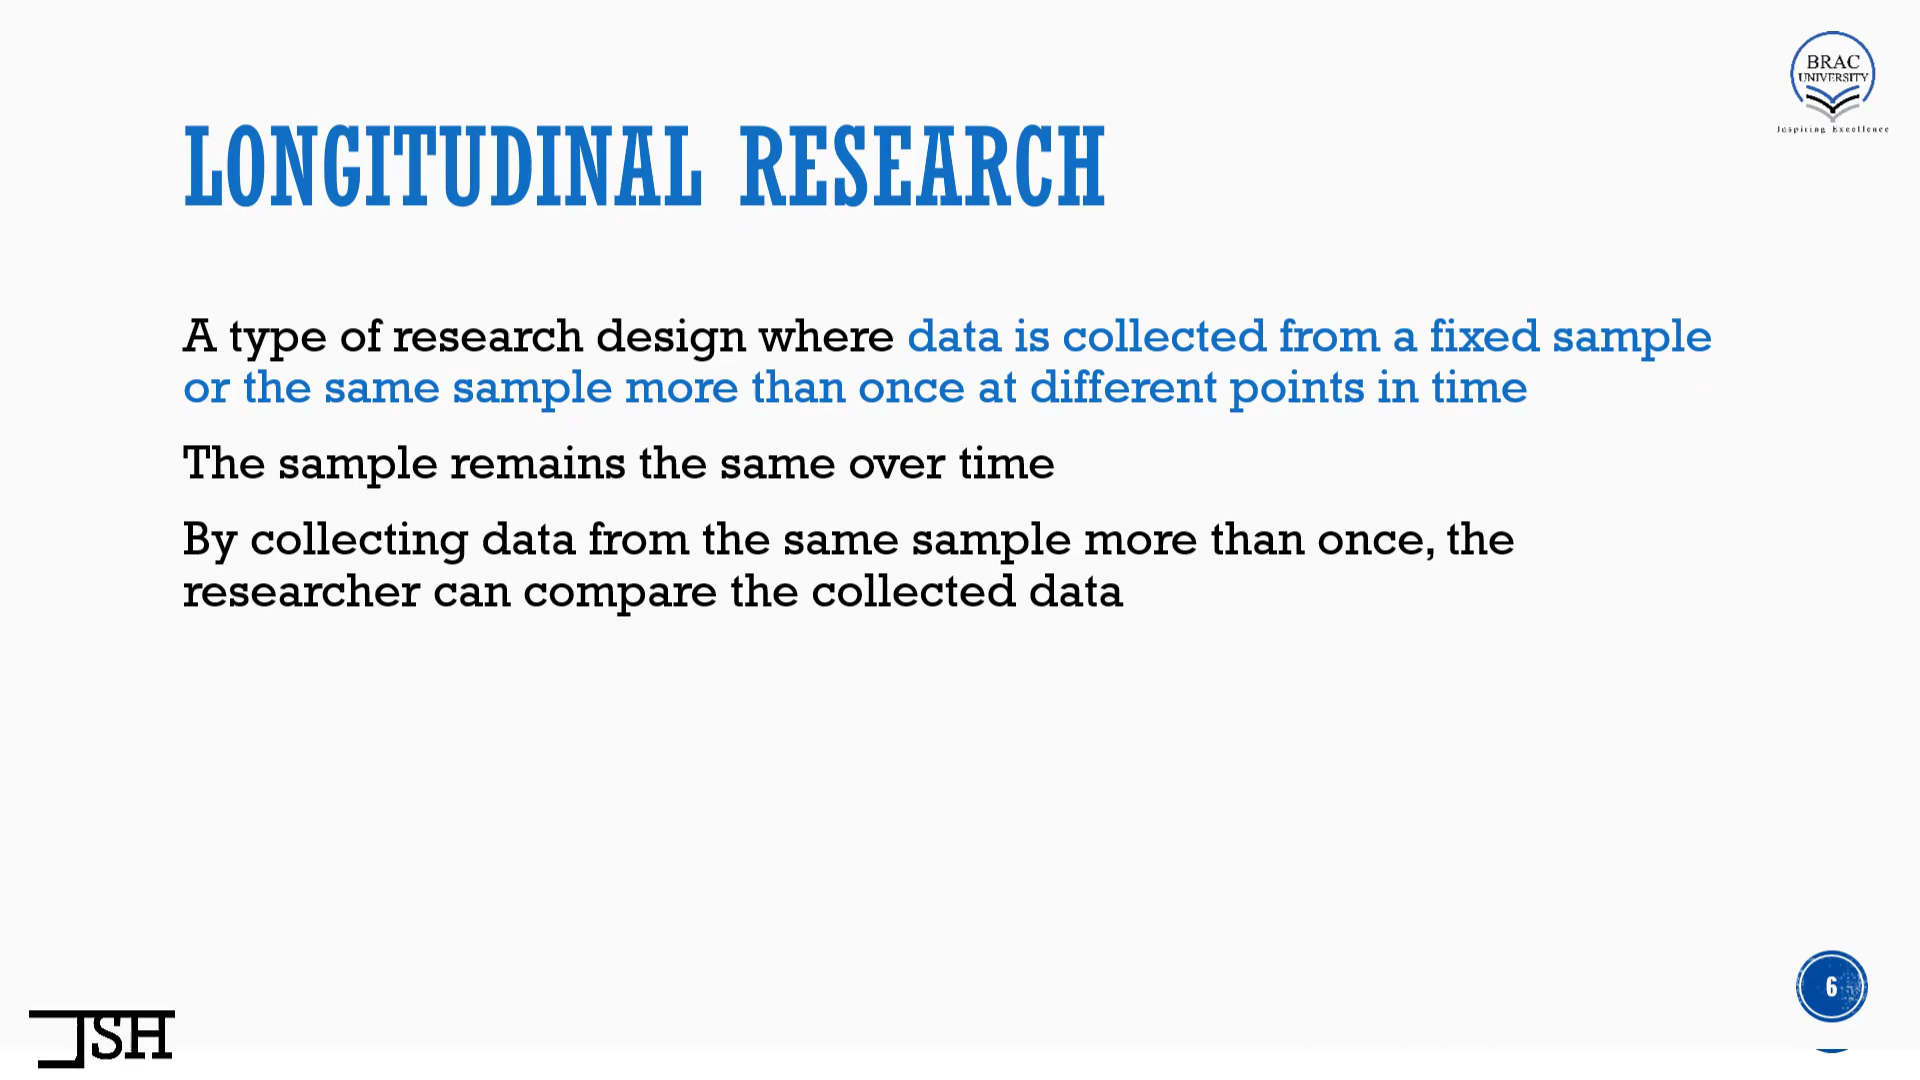 BRAC
UNIVERSITY
Inspiring Excellence
LONGITUDINAL RESEARCH
A type of research design where data is collected from a fixed sample
or the same sample more than once at different points in time
The sample remains the same over time
By collecting data from the same sample more than once, the
researcher can compare the collected data
6
JSH